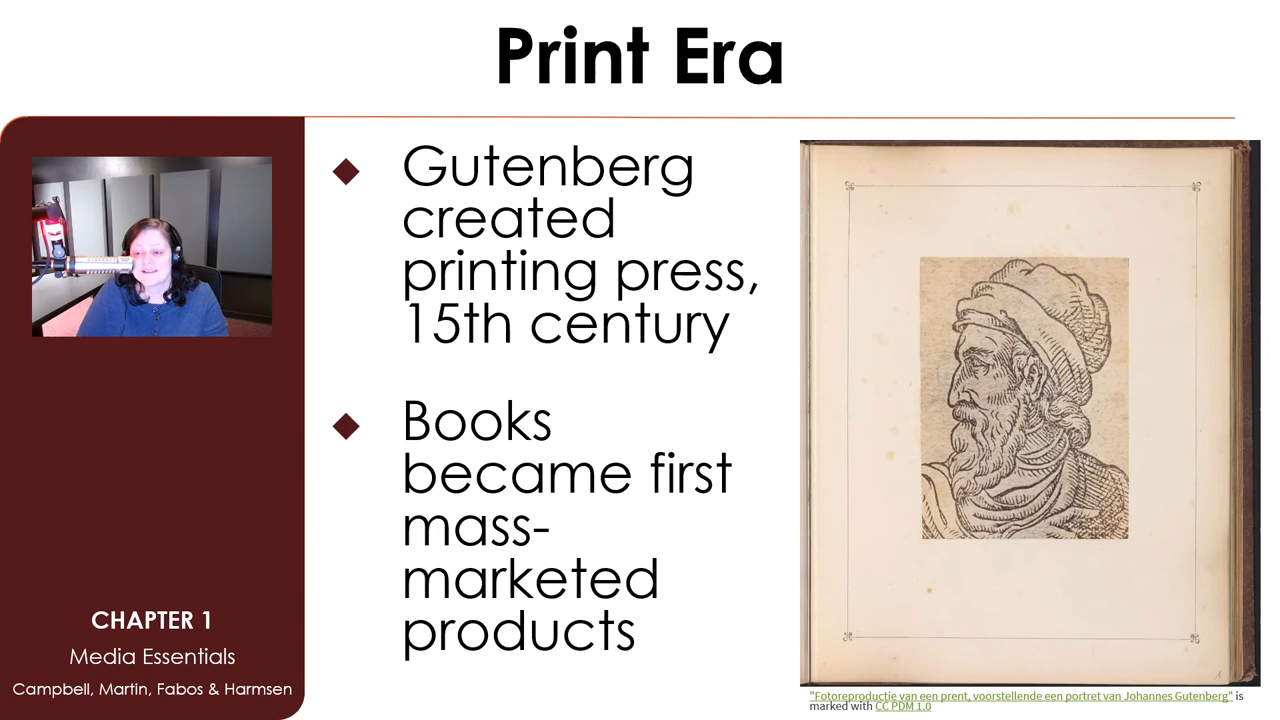 Print Era
Gutenberg
created
printing press,
15th century
Books
became first
mass-
marketed
products
CHAPTER 1
Media Essentials
Campbell, Martin, Fabos & Harmsen
"Fotoreproductie van een prent, voorstellende een portret van Johannes Gutenberg" is
marked with CC PDM 1.0